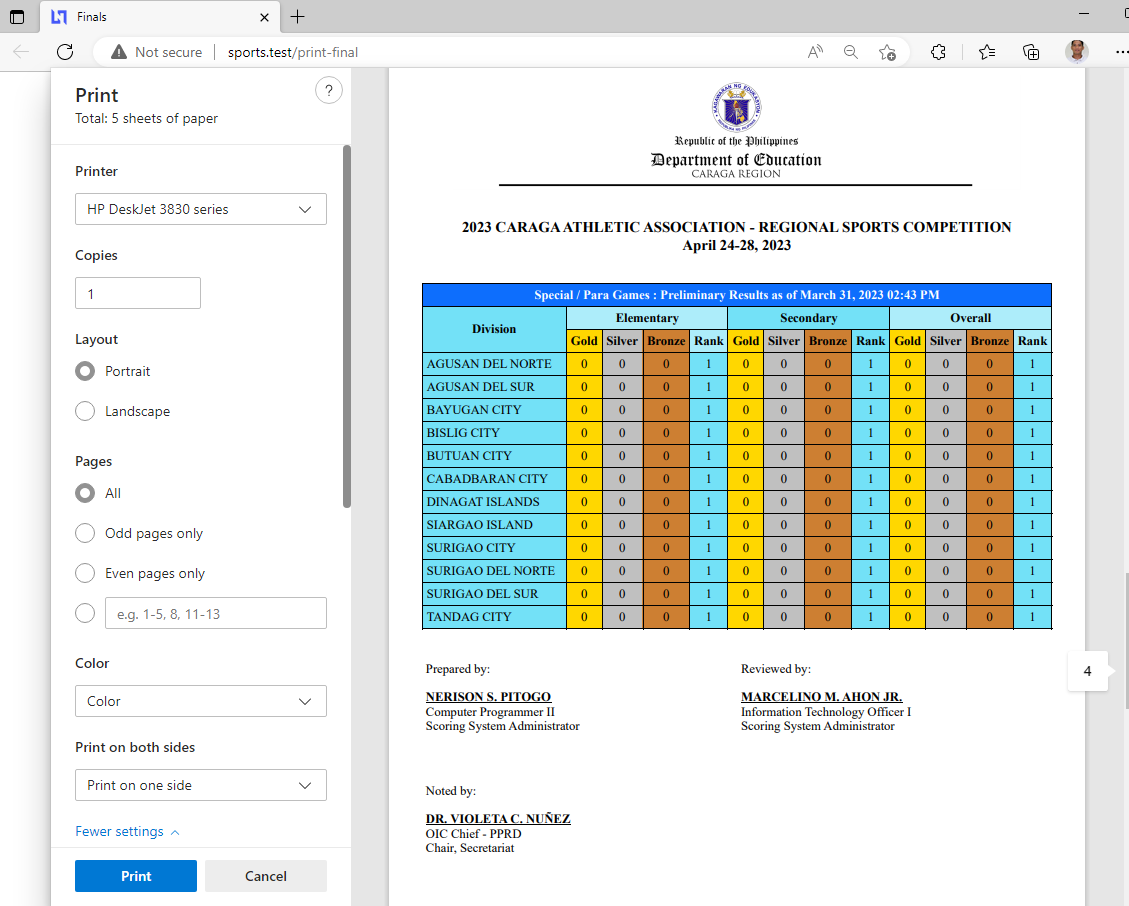 Finals
Not secure
sports.test/print-final
Print
Total: 5 sheets of paper
?
Printer
HP DeskJet 3830 series
Copies
1
Layout
Portrait
Landscape
Pages
All
Odd pages only
Even pages only
e.g. 1-5, 8, 11-13
Color
Color
Print on both sides
Print on one side
Fewer settings
Print Cancel
Republic of the Philippines
Department of Education
CARAGA REGION
2023 CARAGA ATHLETIC ASSOCIATION - REGIONAL SPORTS COMPETITION
April 24-28, 2023
Special / Para Games : Preliminary Results as of March 31, 2023 02:43 PM
Division Elementary Secondary Overall
Gold Silver Bronze Rank Gold Silver Bronze Rank Gold Silver Bronze Rank
AGUSAN DEL NORTE 0 0 0 1 0 0 0 1 0 0 0 1
AGUSAN DEL SUR 0 0 0 1 0 0 0 1 0 0 0 1
BAYUGAN CITY 0 0 0 1 0 0 0 1 0 0 0 1
BISLIG CITY 0 0 0 1 0 0 0 1 0 0 0 1
BUTUAN CITY 0 0 0 1 0 0 0 1 0 0 0 1
CABADBARAN CITY 0 0 0 1 0 0 0 1 0 0 0 1
DINAGAT ISLANDS 0 0 0 1 0 0 0 1 0 0 0 1
SIARGAO ISLAND 0 0 0 1 0 0 0 1 0 0 0 1
SURIGAO CITY 0 0 0 1 0 0 0 1 0 0 0 1
SURIGAO DEL NORTE 0 0 0 1 0 0 0 1 0 0 0 1
SURIGAO DEL SUR 0 0 0 1 0 0 0 1 0 0 0 1
TANDAG CITY 0 0 0 1 0 0 0 1 0 0 0 1
4
Prepared by: Reviewed by:
NERISON S. PITOGO MARCELINO M. AHON JR.
Computer Programmer II Information Technology Officer I
Scoring System Administrator Scoring System Administrator
Noted by:
DR. VIOLETA C. NUÑEZ
OIC Chief - PPRD
Chair, Secretariat